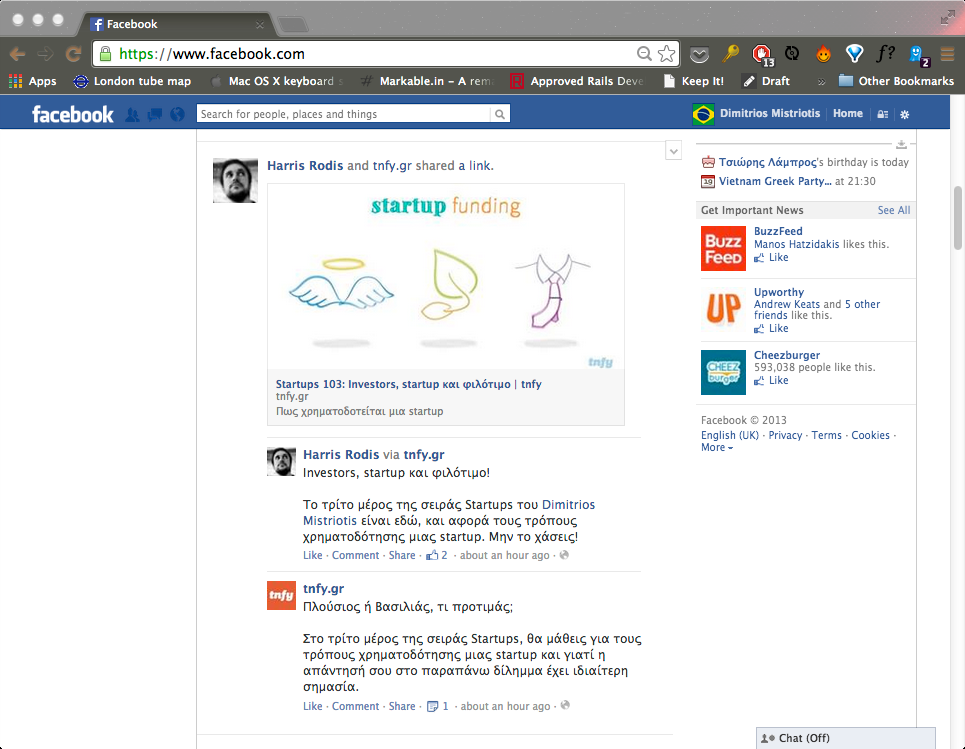 Facebook
https://www.facebook.com
13
2
Apps
London tube map
Mac OS X keyboard s
Markable.in – A rem
Approved Rails Deve
Keep It!
Draft
»
Other Bookmarks
facebook
Search for people, places and things
Dimitrios Mistriotis
Home
Harris Rodis and tnfy.gr shared a link.
startup funding
tnfy
Startups 103: Investors, startup και φιλότιμο | tnfy
tnfy.gr
Πως χρηματοδοτείται μια startup
Harris Rodis via tnfy.gr
Investors, startup και φιλότιμο!
Το τρίτο μέρος της σειράς Startups του Dimitrios
Mistriotis είναι εδώ, και αφορά τους τρόπους
χρηματοδότησης μιας startup. Μην το χάσεις!
Like · Comment · Share · 2 · about an hour ago ·
tnfy
tnfy.gr
Πλούσιος ή Βασιλιάς, τι προτιμάς;
Στο τρίτο μέρος της σειράς Startups, θα μάθεις για τους
τρόπους χρηματοδότησης μιας startup και γιατί η
απάντησή σου στο παραπάνω δίλημμα έχει ιδιαίτερη
σημασία.
Like · Comment · Share · 1 · about an hour ago ·
Τσιώρης Λάμπρος's birthday is today
19
Vietnam Greek Party... at 21:30
Get Important News
See All
BUZZ
FEED
BuzzFeed
Manos Hatzidakis likes this.
Like
UP
Upworthy
Andrew Keats and 5 other
friends like this.
Like
CHEEZ
burger
Cheezburger
593,038 people like this.
Like
Facebook © 2013
English (UK) · Privacy · Terms · Cookies ·
More
Chat (Off)